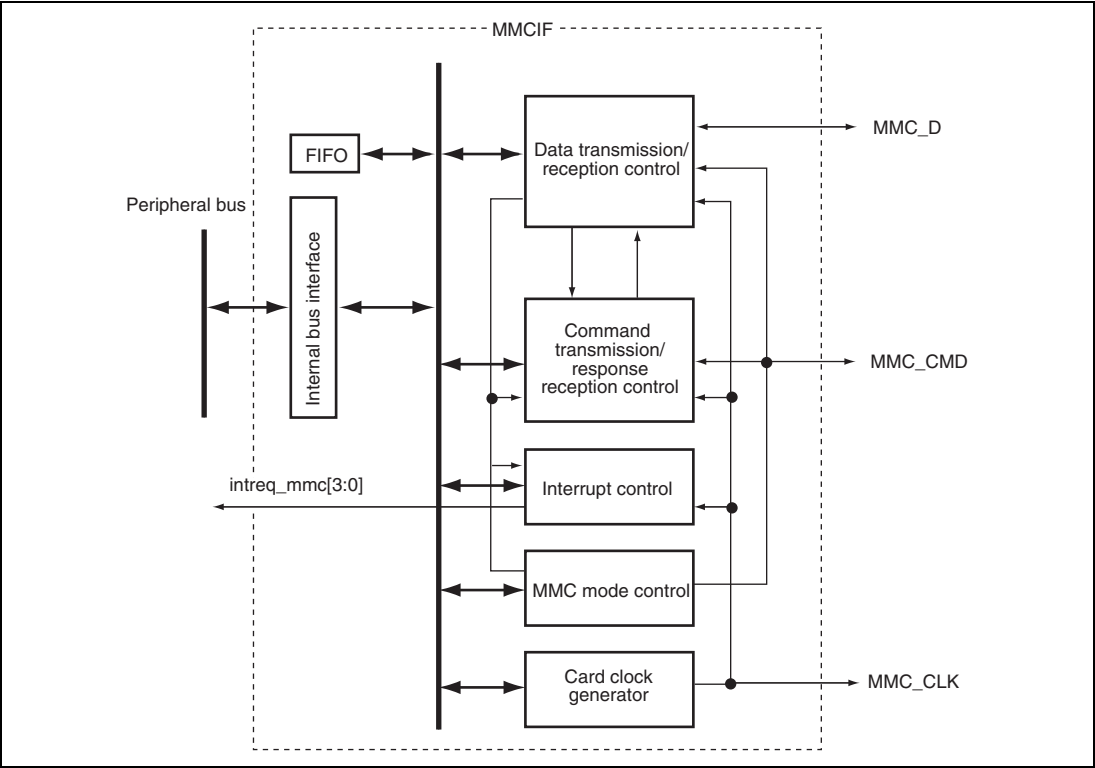 MMCIF
MMC_D
FIFO
Data transmission/
reception control
Peripheral bus
Internal bus interface
Command
transmission/
response
reception control
MMC_CMD
intreq_mmc[3:0]
Interrupt control
MMC mode control
Card clock
generator
MMC_CLK